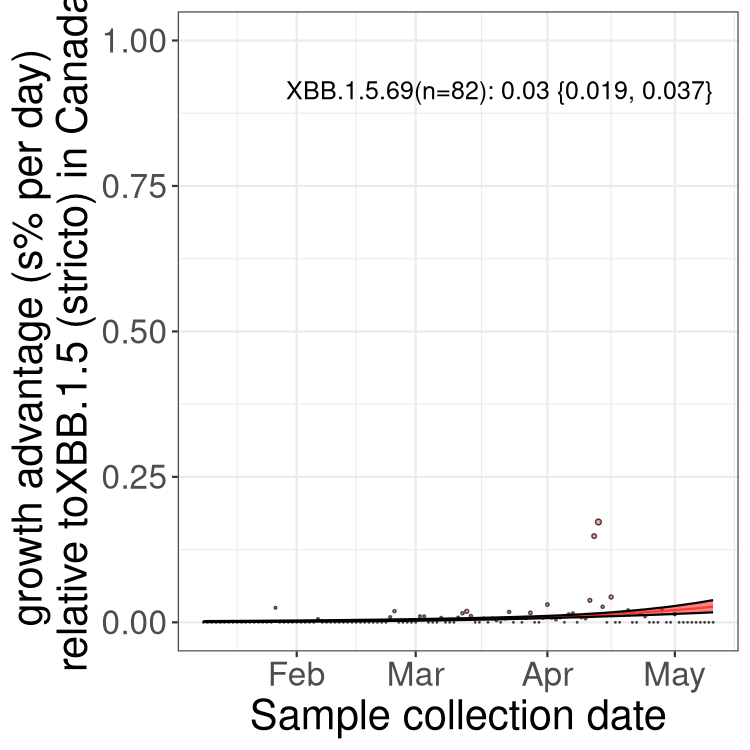 growth advantage (s% per day)
relative toXBB.1.5 (stricto) in Canada
1.00
XBB.1.5.69(n=82): 0.03 {0.019, 0.037}
0.75
0.50
0.25
0.00
Feb Mar Apr May
Sample collection date